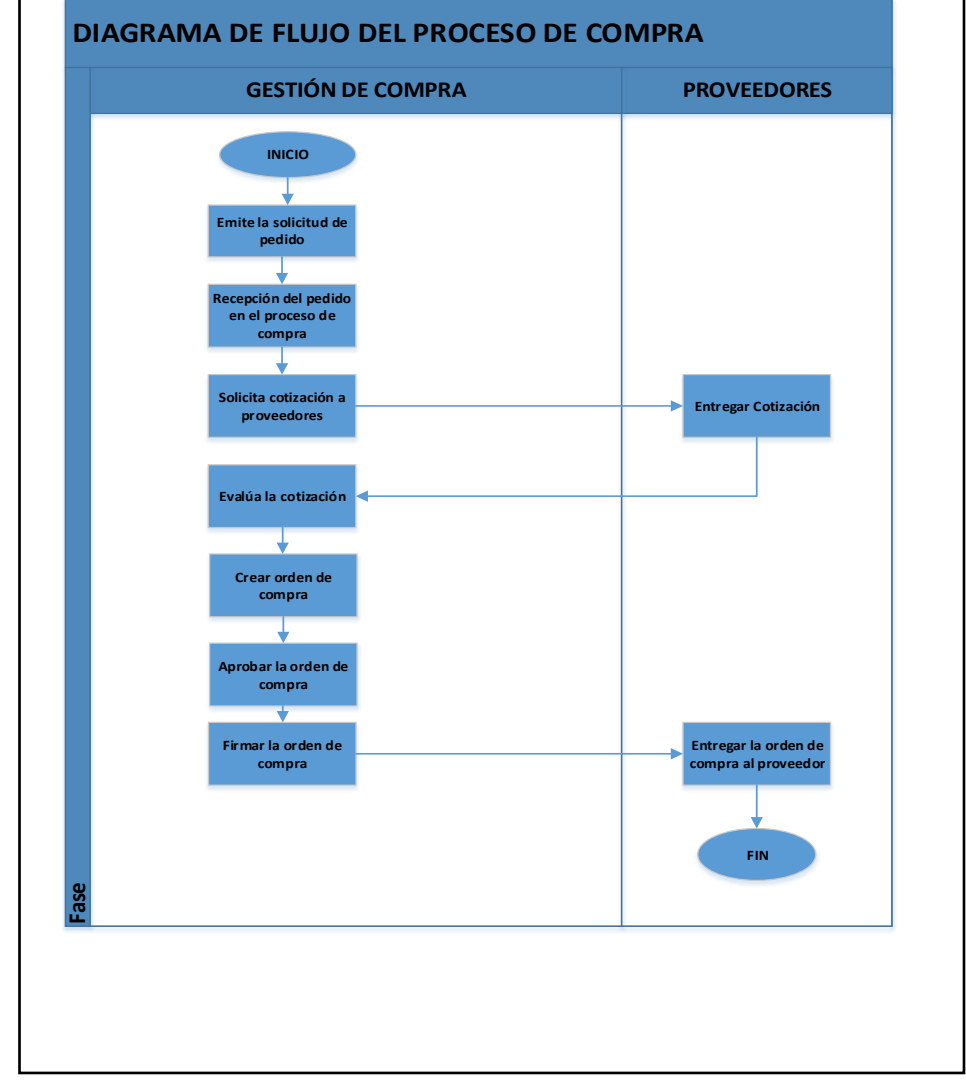 DIAGRAMA DE FLUJO DEL PROCESO DE COMPRA
GESTIÓN DE COMPRA
PROVEEDORES
INICIO
Emite la solicitud de
pedido
Recepción del pedido
en el proceso de
compra
Solicita cotización a
proveedores
Entregar Cotización
Evalúa la cotización
Crear orden de
compra
Aprobar la orden de
compra
Firmar la orden de
compra
Entregar la orden de
compra al proveedor
FIN
Fase